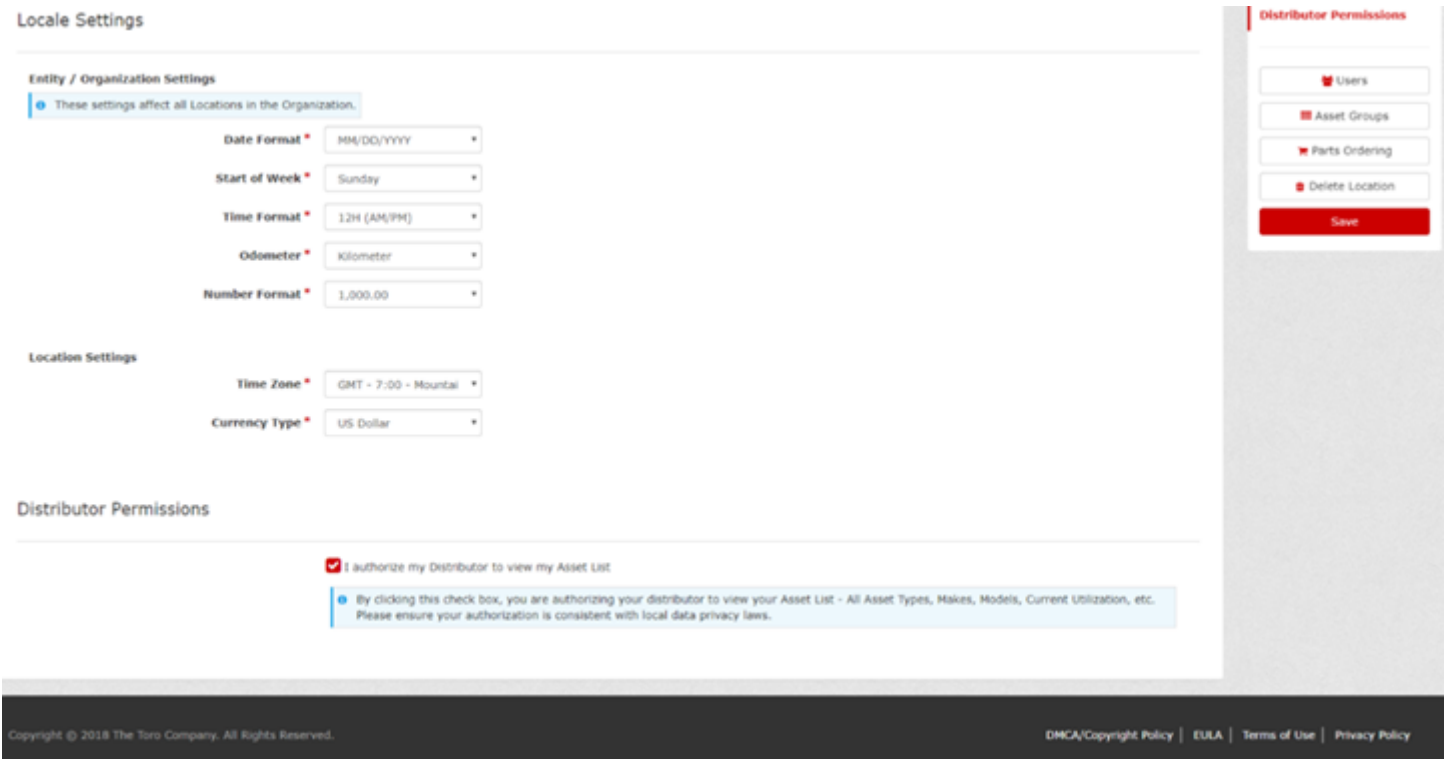 Locale Settings
Entity / Organization Settings
These settings affect all Locations in the Organization.
Date Format * MM/DD/YYYY
Start of Week * Sunday
Time Format * 12H (AM/PM)
Odometer * Kilometer
Number Format * 1,000.00
Location Settings
Time Zone * GMT - 7:00 - Mountai
Currency Type * US Dollar
Distributor Permissions
I authorize my Distributor to view my Asset List
By clicking this check box, you are authorizing your distributor to view your Asset List - All Asset Types, Makes, Models, Current Utilization, etc.
Please ensure your authorization is consistent with local data privacy laws.
Distributor Permissions
Users
Asset Groups
Parts Ordering
Delete Location
Save
Copyright © 2018 The Toro Company. All Rights Reserved.
DMCA/Copyright Policy | EULA | Terms of Use | Privacy Policy